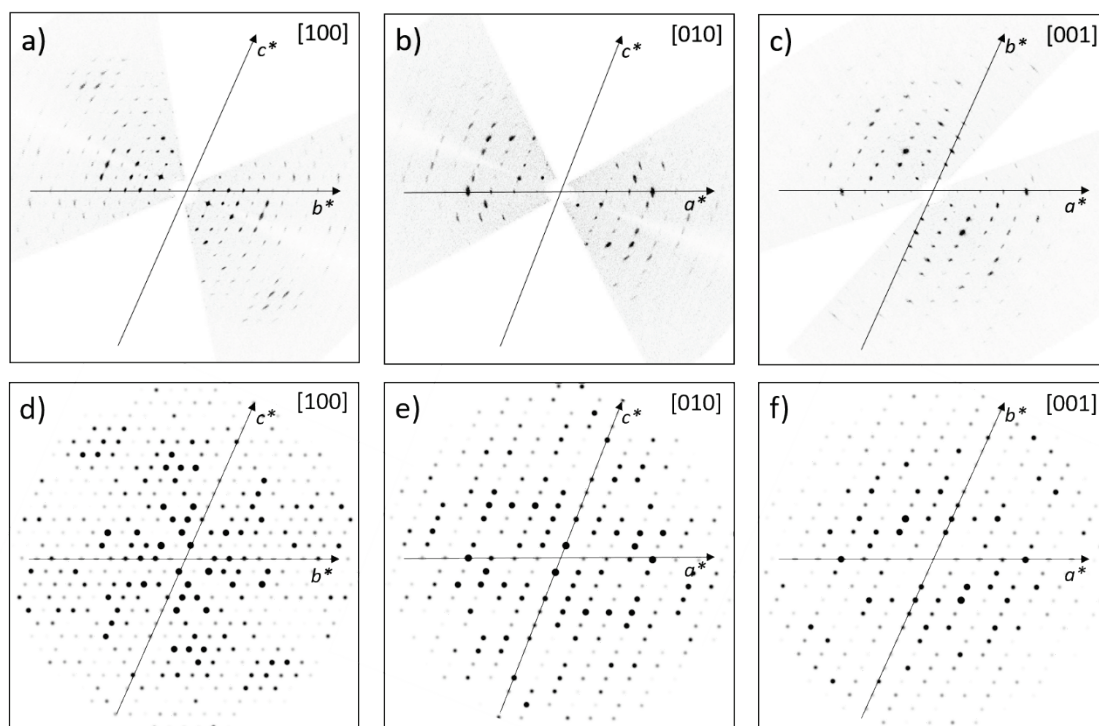 a) [100]
c*
b*
b) [010]
c*
a*
c) [001]
b*
a*
d) [100]
c*
b*
e) [010]
c*
a*
f) [001]
b*
a*